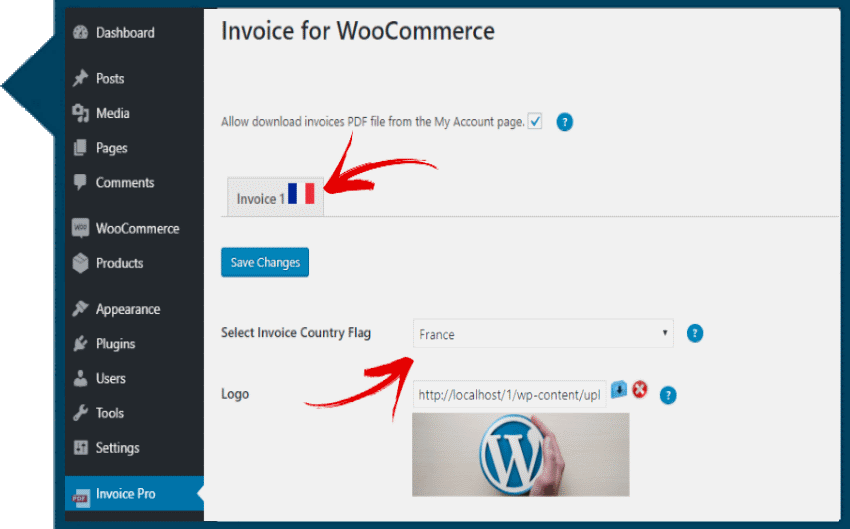 Dashboard
Posts
Media
Pages
Comments
WooCommerce
Products
Appearance
Plugins
Users
Tools
Settings
PDF
Invoice Pro
Invoice for WooCommerce
Allow download invoices PDF file from the My Account page. ?
Invoice 1
Save Changes
Select Invoice Country Flag France ?
Logo http://localhost/1/wp-content/upl ?
W